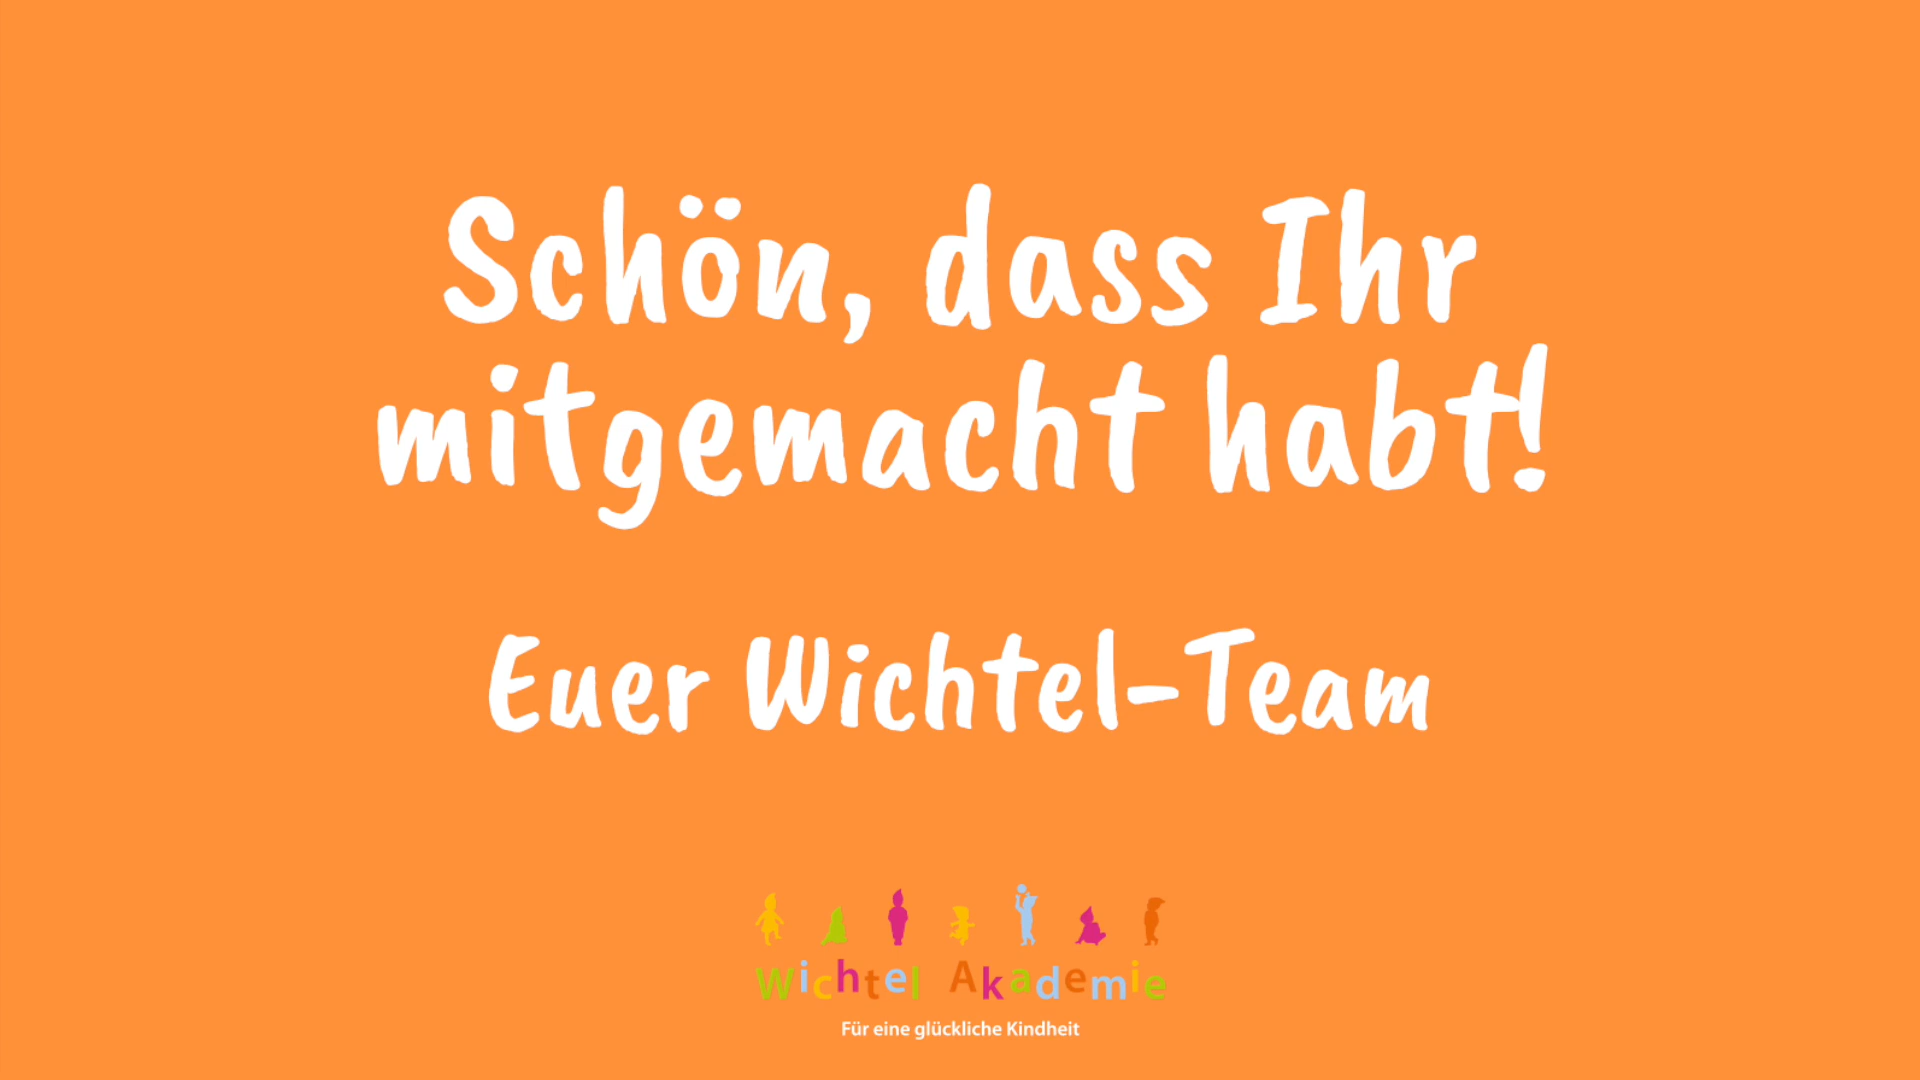 Schön, dass Ihr
mitgemacht habt!
Euer Wichtel-Team
Wichtel Akademie
Für eine glückliche Kindheit